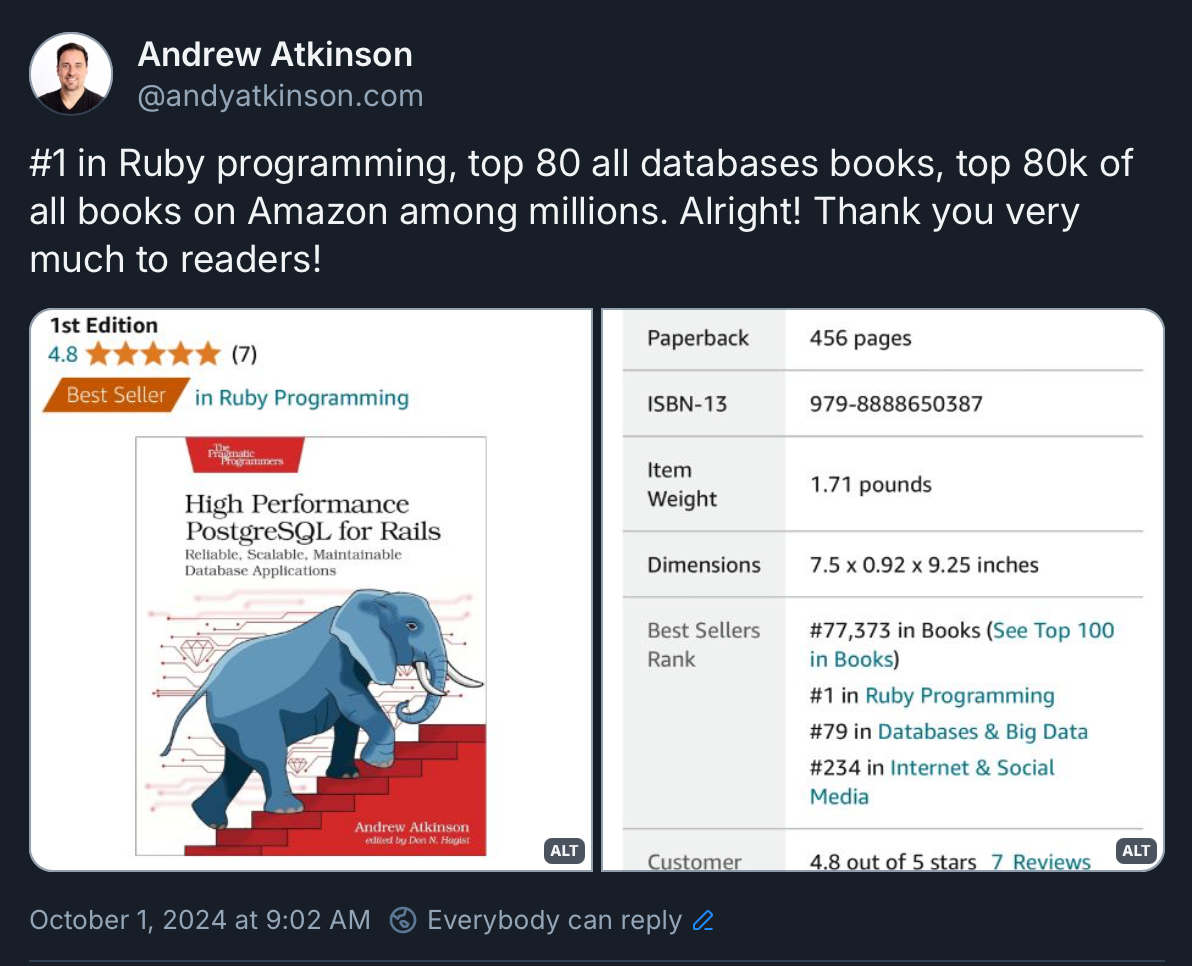 Andrew Atkinson
@andyatkinson.com
#1 in Ruby programming, top 80 all databases books, top 80k of
all books on Amazon among millions. Alright! Thank you very
much to readers!
1st Edition
4.8 (7)
Best Seller in Ruby Programming
The
Pragmatic
Programmers
High Performance
PostgreSQL for Rails
Reliable, Scalable, Maintainable
Database Applications
Andrew Atkinson
edited by Don N. Hagist
ALT
Paperback 456 pages
ISBN-13 979-8888650387
Item
Weight
1.71 pounds
Dimensions 7.5 x 0.92 x 9.25 inches
Best Sellers
Rank
#77,373 in Books (See Top 100
in Books)
#1 in Ruby Programming
#79 in Databases & Big Data
#234 in Internet & Social
Media
Customer 4.8 out of 5 stars 7 Reviews
ALT
October 1, 2024 at 9:02 AM Everybody can reply